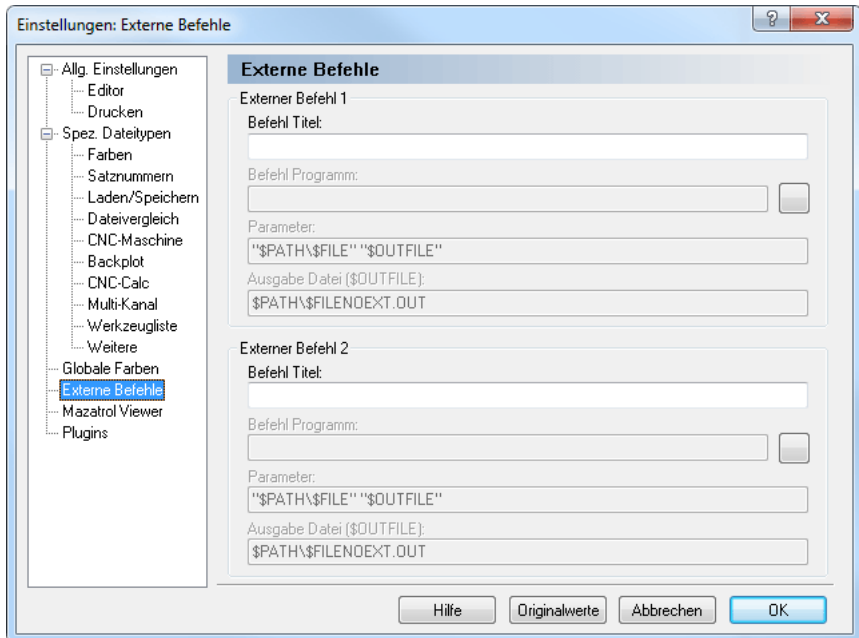 Einstellungen: Externe Befehle
Allg. Einstellungen
Editor
Drucken
Spez. Dateitypen
Farben
Satznummern
Laden/Speichern
Dateivergleich
CNC-Maschine
Backplot
CNC-Calc
Multi-Kanal
Werkzeugliste
Weitere
Globale Farben
Externe Befehle
Mazatrol Viewer
Plugins
Externe Befehle
Externer Befehl 1
Befehl Titel:
Befehl Programm:
Parameter:
"$PATH\$FILE" "$OUTFILE"
Ausgabe Datei ($OUTFILE):
$PATH\$FILENOEXT.OUT
Externer Befehl 2
Befehl Titel:
Befehl Programm:
Parameter:
"$PATH\$FILE" "$OUTFILE"
Ausgabe Datei ($OUTFILE):
$PATH\$FILENOEXT.OUT
Hilfe
Originalwerte
Abbrechen
OK